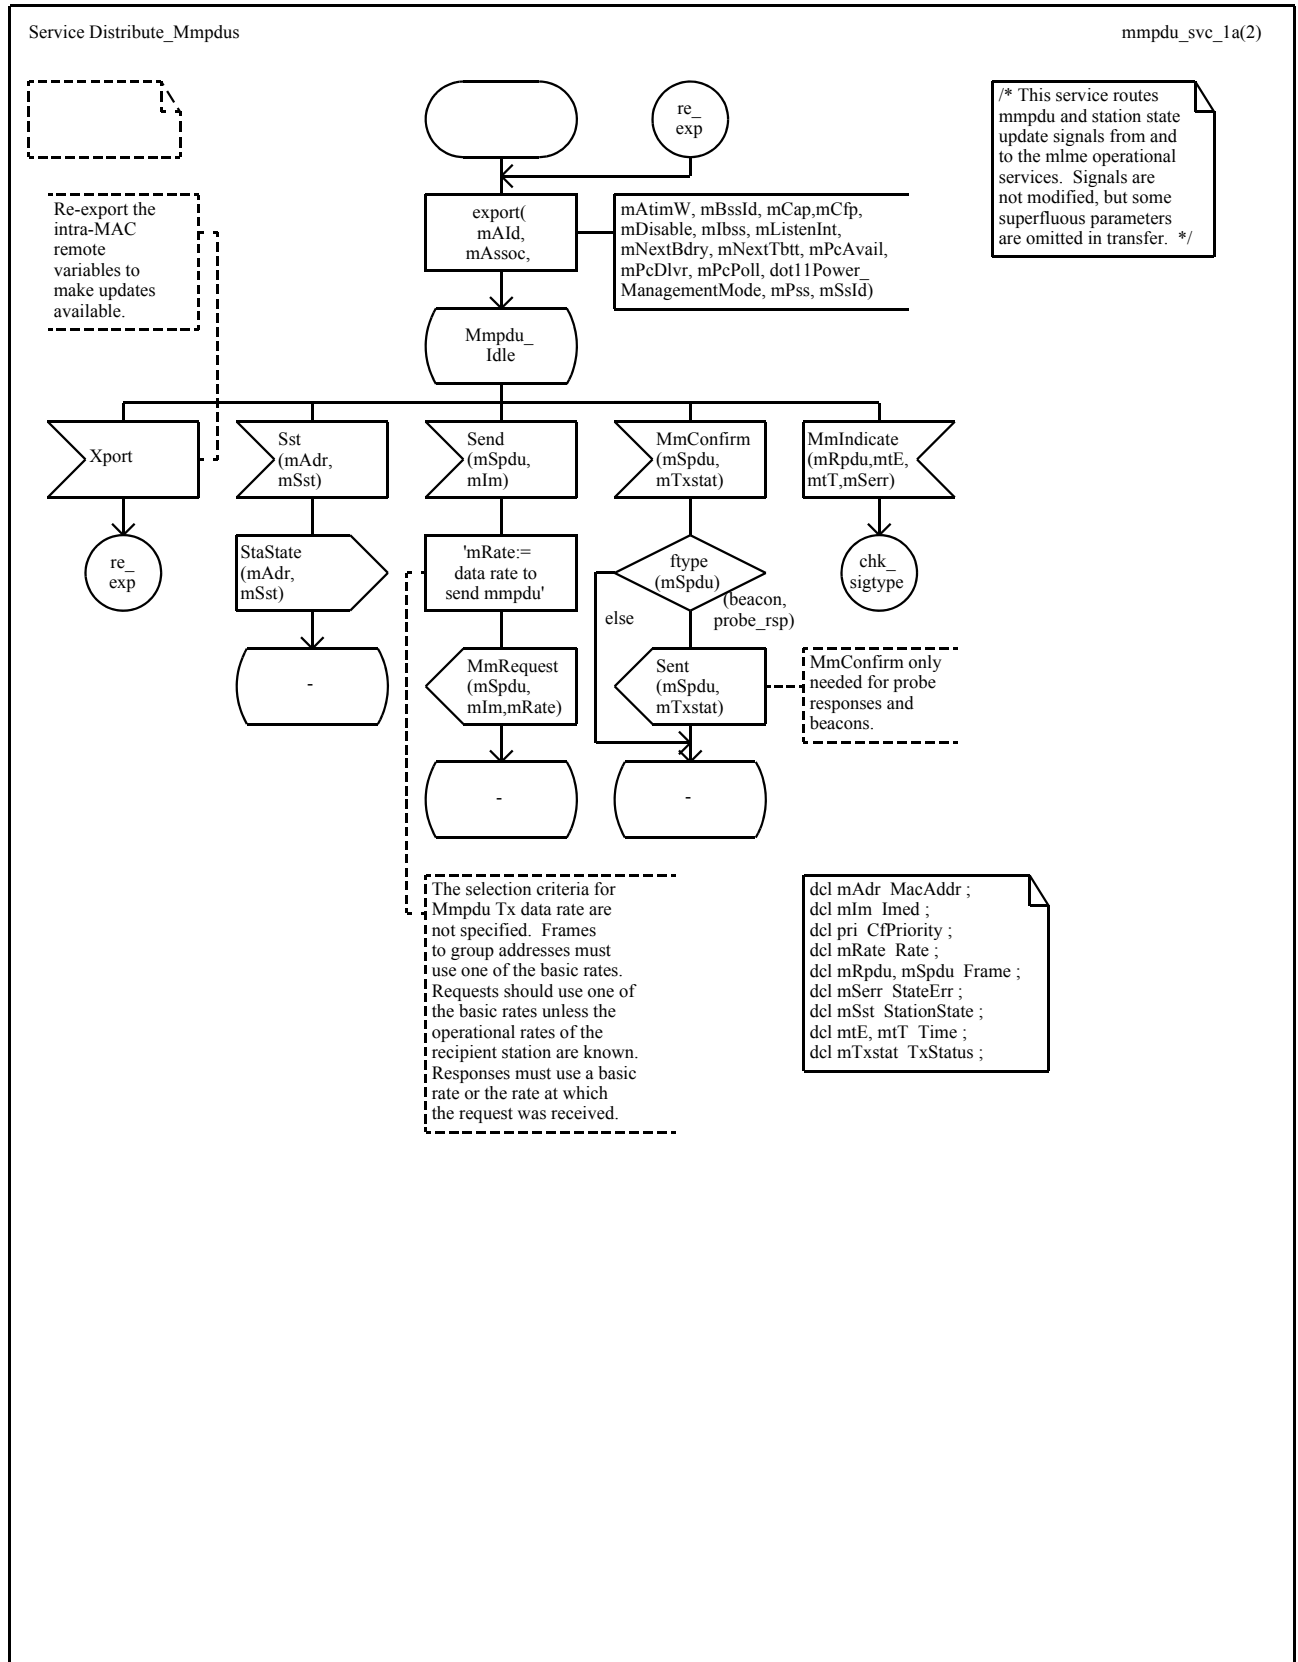 Service Distribute_Mmpdus
mmpdu_svc_1a(2)
re_
exp
/* This service routes
mmpdu and station state
update signals from and
to the mlme operational
services.  Signals are
not modified, but some
superfluous parameters
are omitted in transfer.  */
Re-export the
intra-MAC
remote
variables to
make updates
available.
export(
mAId,
mAssoc,
mAtimW, mBssId, mCap,mCfp,
mDisable, mIbss, mListenInt,
mNextBdry, mNextTbtt, mPcAvail,
mPcDlvr, mPcPoll, dot11Power_
ManagementMode, mPss, mSsId)
Mmpdu_
Idle
Xport
Sst
(mAdr,
mSst)
Send
(mSpdu,
mIm)
MmConfirm
(mSpdu,
mTxstat)
MmIndicate
(mRpdu,mtE,
mtT,mSerr)
re_
exp
StaState
(mAdr,
mSst)
'mRate:=
data rate to
send mmpdu'
ftype
(mSpdu)
chk_
sigtype
else
(beacon,
probe_rsp)
-
MmRequest
(mSpdu,
mIm,mRate)
Sent
(mSpdu,
mTxstat)
MmConfirm only
needed for probe
responses and
beacons.
-
-
The selection criteria for
Mmpdu Tx data rate are
not specified.  Frames
to group addresses must
use one of the basic rates.
Requests should use one of
the basic rates unless the
operational rates of the
recipient station are known.
Responses must use a basic
rate or the rate at which
the request was received.
dcl mAdr  MacAddr ;
dcl mIm  Imed ;
dcl pri  CfPriority ;
dcl mRate  Rate ;
dcl mRpdu, mSpdu  Frame ;
dcl mSerr  StateErr ;
dcl mSst  StationState ;
dcl mtE, mtT  Time ;
dcl mTxstat  TxStatus ;